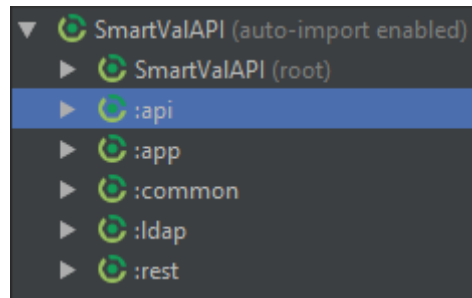 SmartValAPI (auto-import enabled)
SmartValAPI (root)
:api
:app
:common
:ldap
:rest